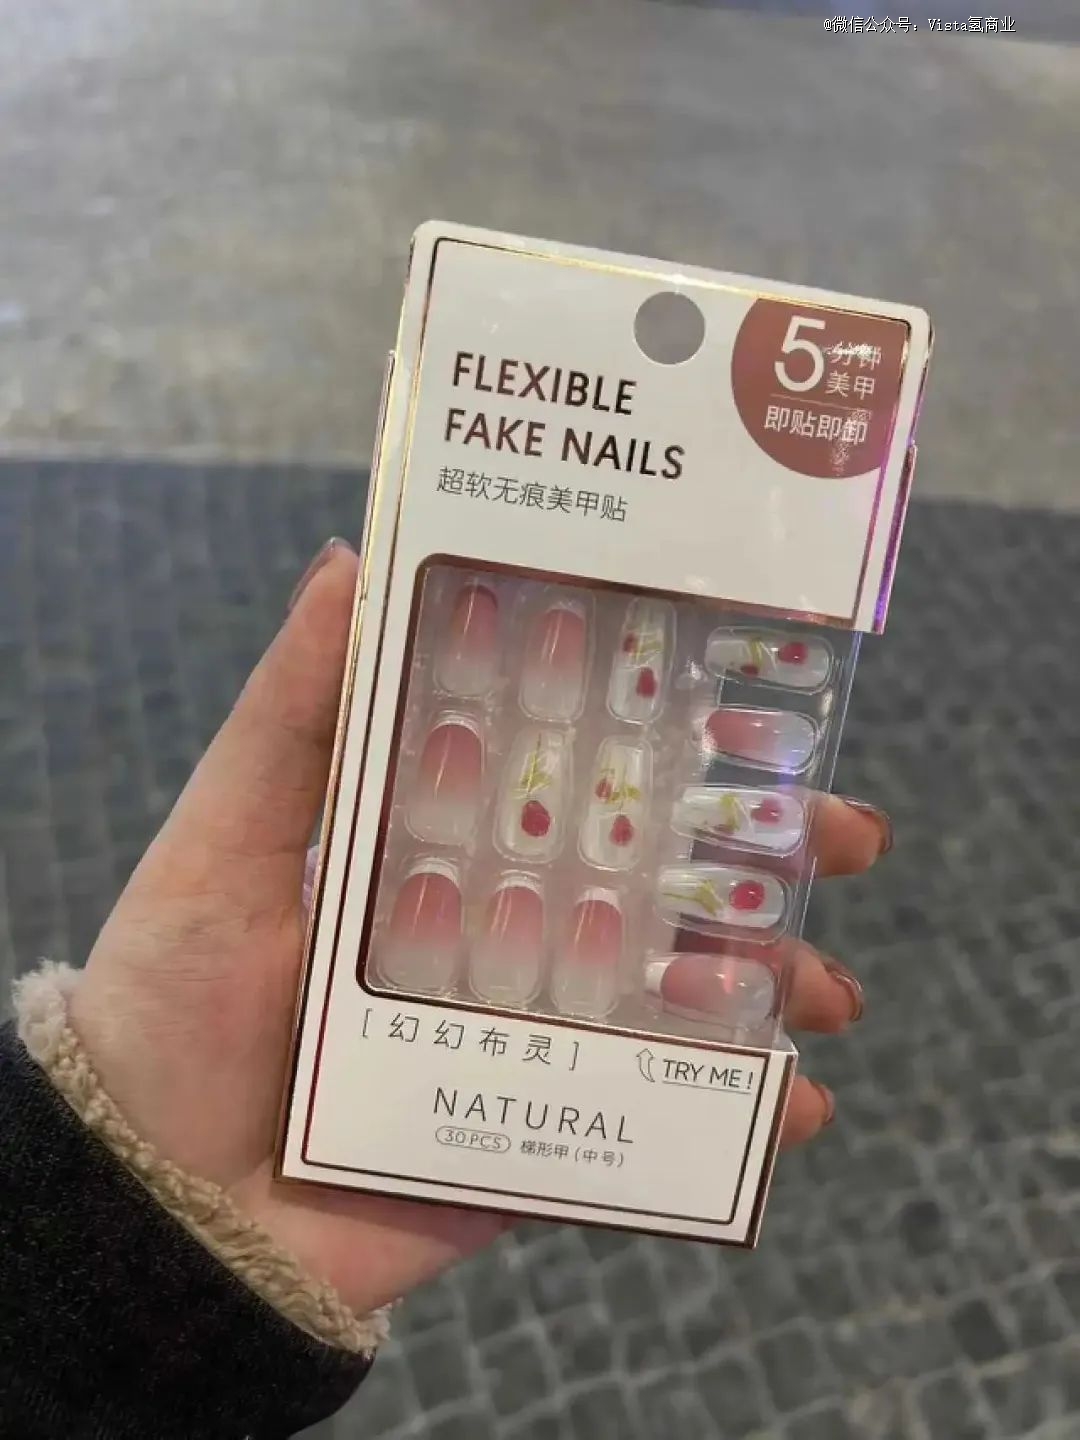 @微信公众号：Vista氢商业
5分钟
美甲
即贴即卸
FLEXIBLE
FAKE NAILS
超软无痕美甲贴
[幻幻布灵]
TRY ME!
NATURAL
30PCS 梯形甲(中号)